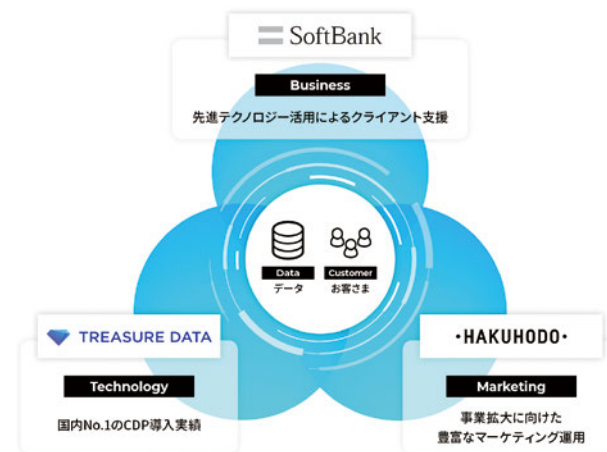 SoftBank
Business
先進テクノロジー活用によるクライアント支援
Data
データ
Customer
お客さま
TREASURE DATA
Technology
国内No.1のCDP導入実績
・HAKUHODO・
Marketing
事業拡大に向けた
豊富なマーケティング運用